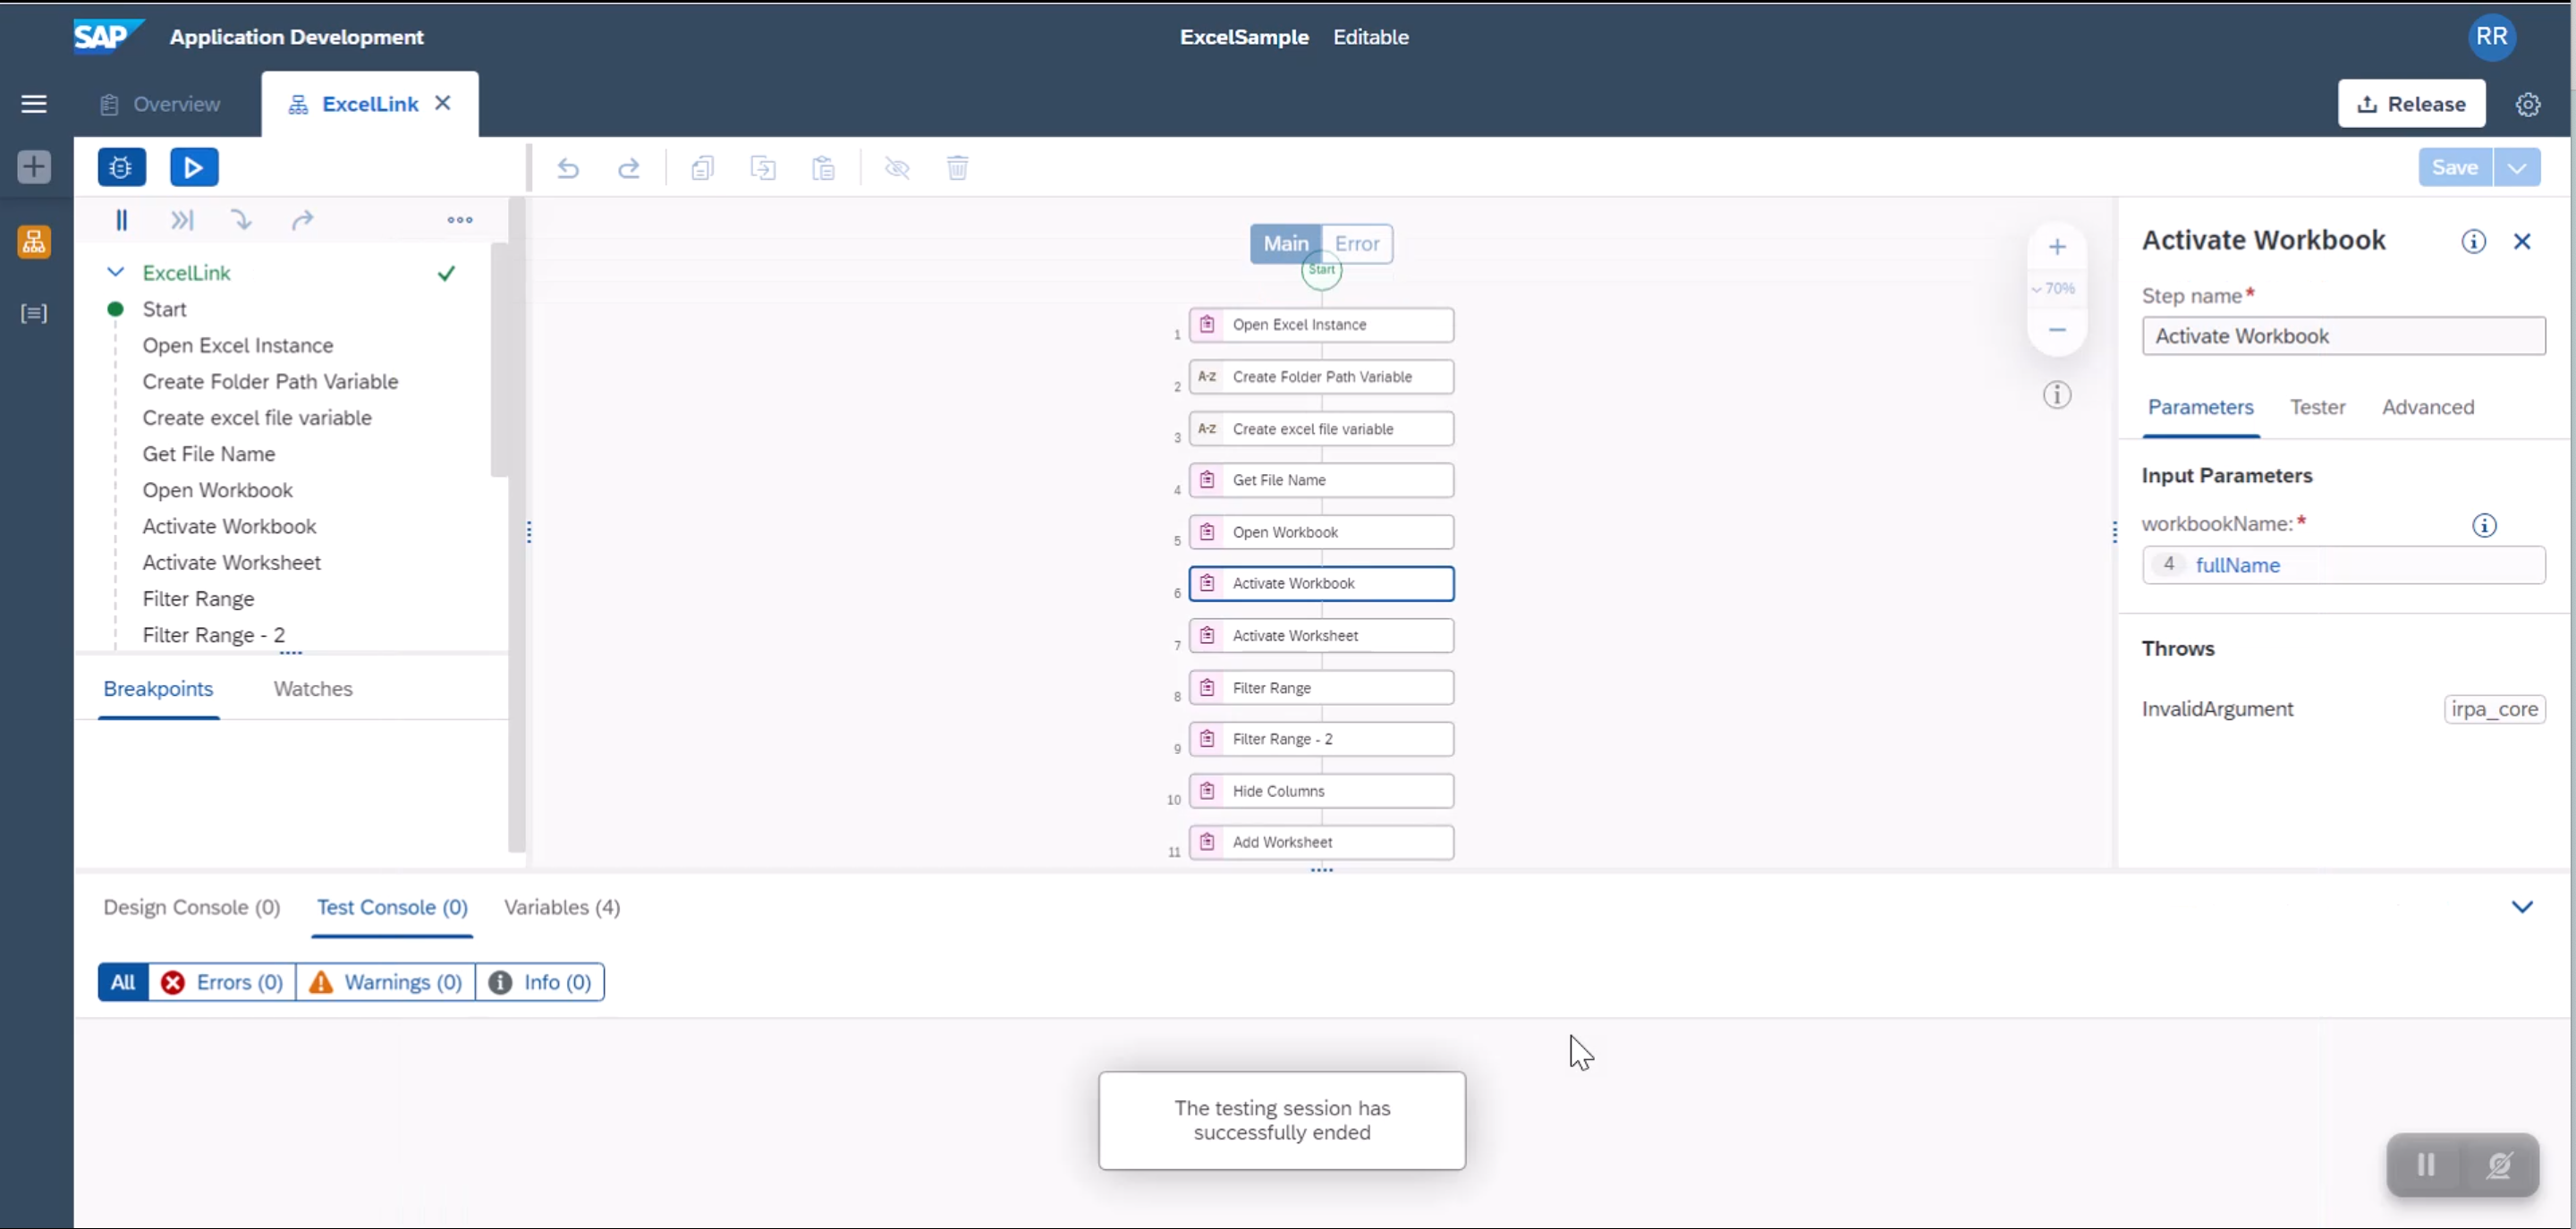 SAP Application Development ExcelSample Editable RR
Overview ExcelLink Release
Save
ExcelLink
Start
Open Excel Instance
Create Folder Path Variable
Create excel file variable
Get File Name
Open Workbook
Activate Workbook
Activate Worksheet
Filter Range
Filter Range - 2
Breakpoints Watches
Main Error
Start
1 Open Excel Instance
2 A-Z Create Folder Path Variable
3 A-Z Create excel file variable
4 Get File Name
5 Open Workbook
6 Activate Workbook
7 Activate Worksheet
8 Filter Range
9 Filter Range - 2
10 Hide Columns
11 Add Worksheet
70%
Activate Workbook
Step name*
Activate Workbook
Parameters Tester Advanced
Input Parameters
workbookName:*
4 fullName
Throws
InvalidArgument irpa_core
Design Console (0) Test Console (0) Variables (4)
All Errors (0) Warnings (0) Info (0)
The testing session has
successfully ended